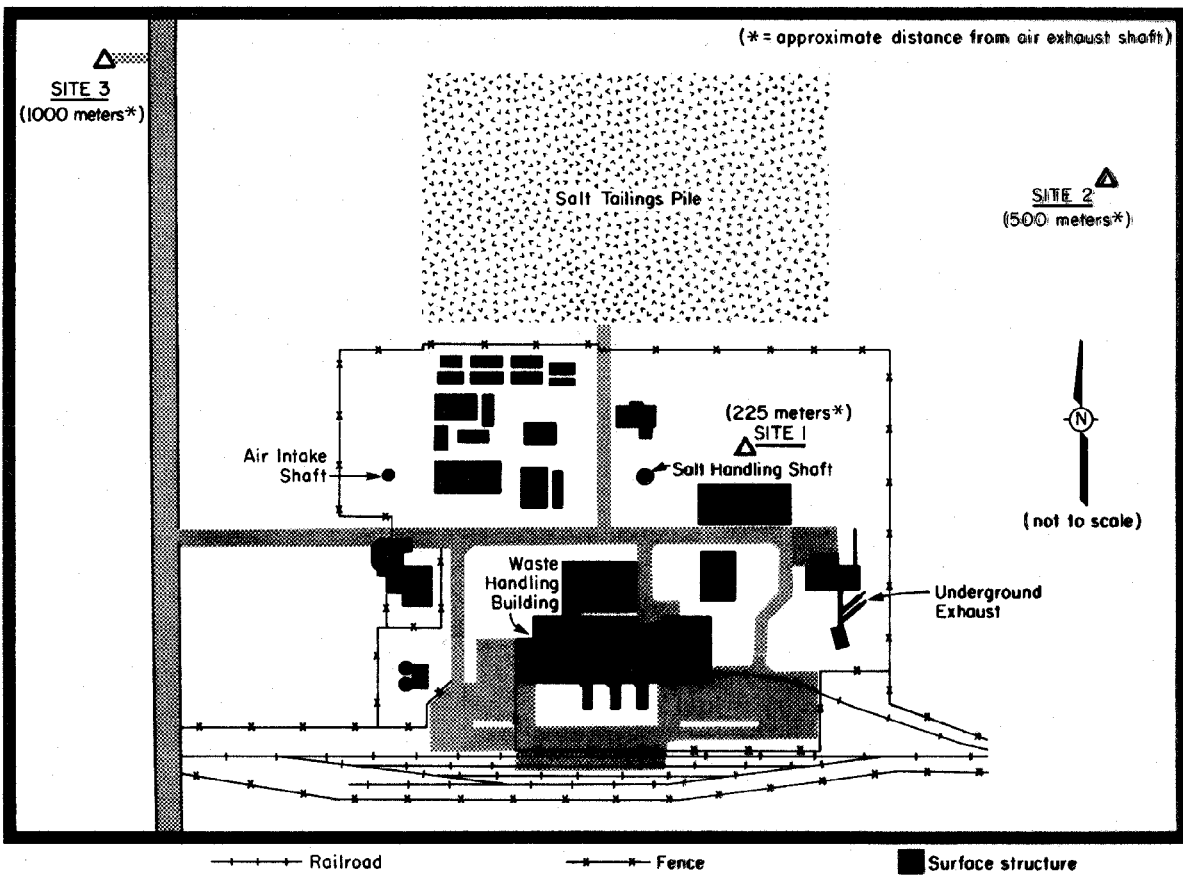 (*= approximate distance from air exhaust shaft)
SITE 3
(1000 meters*)
Salt Tailings Pile
SITE 2
(500 meters*)
(225 meters*)
SITE 1
Air Intake
Shaft
Salt Handling Shaft
N
(not to scale)
Waste
Handling
Building
Underground
Exhaust
Railroad
Fence
Surface structure